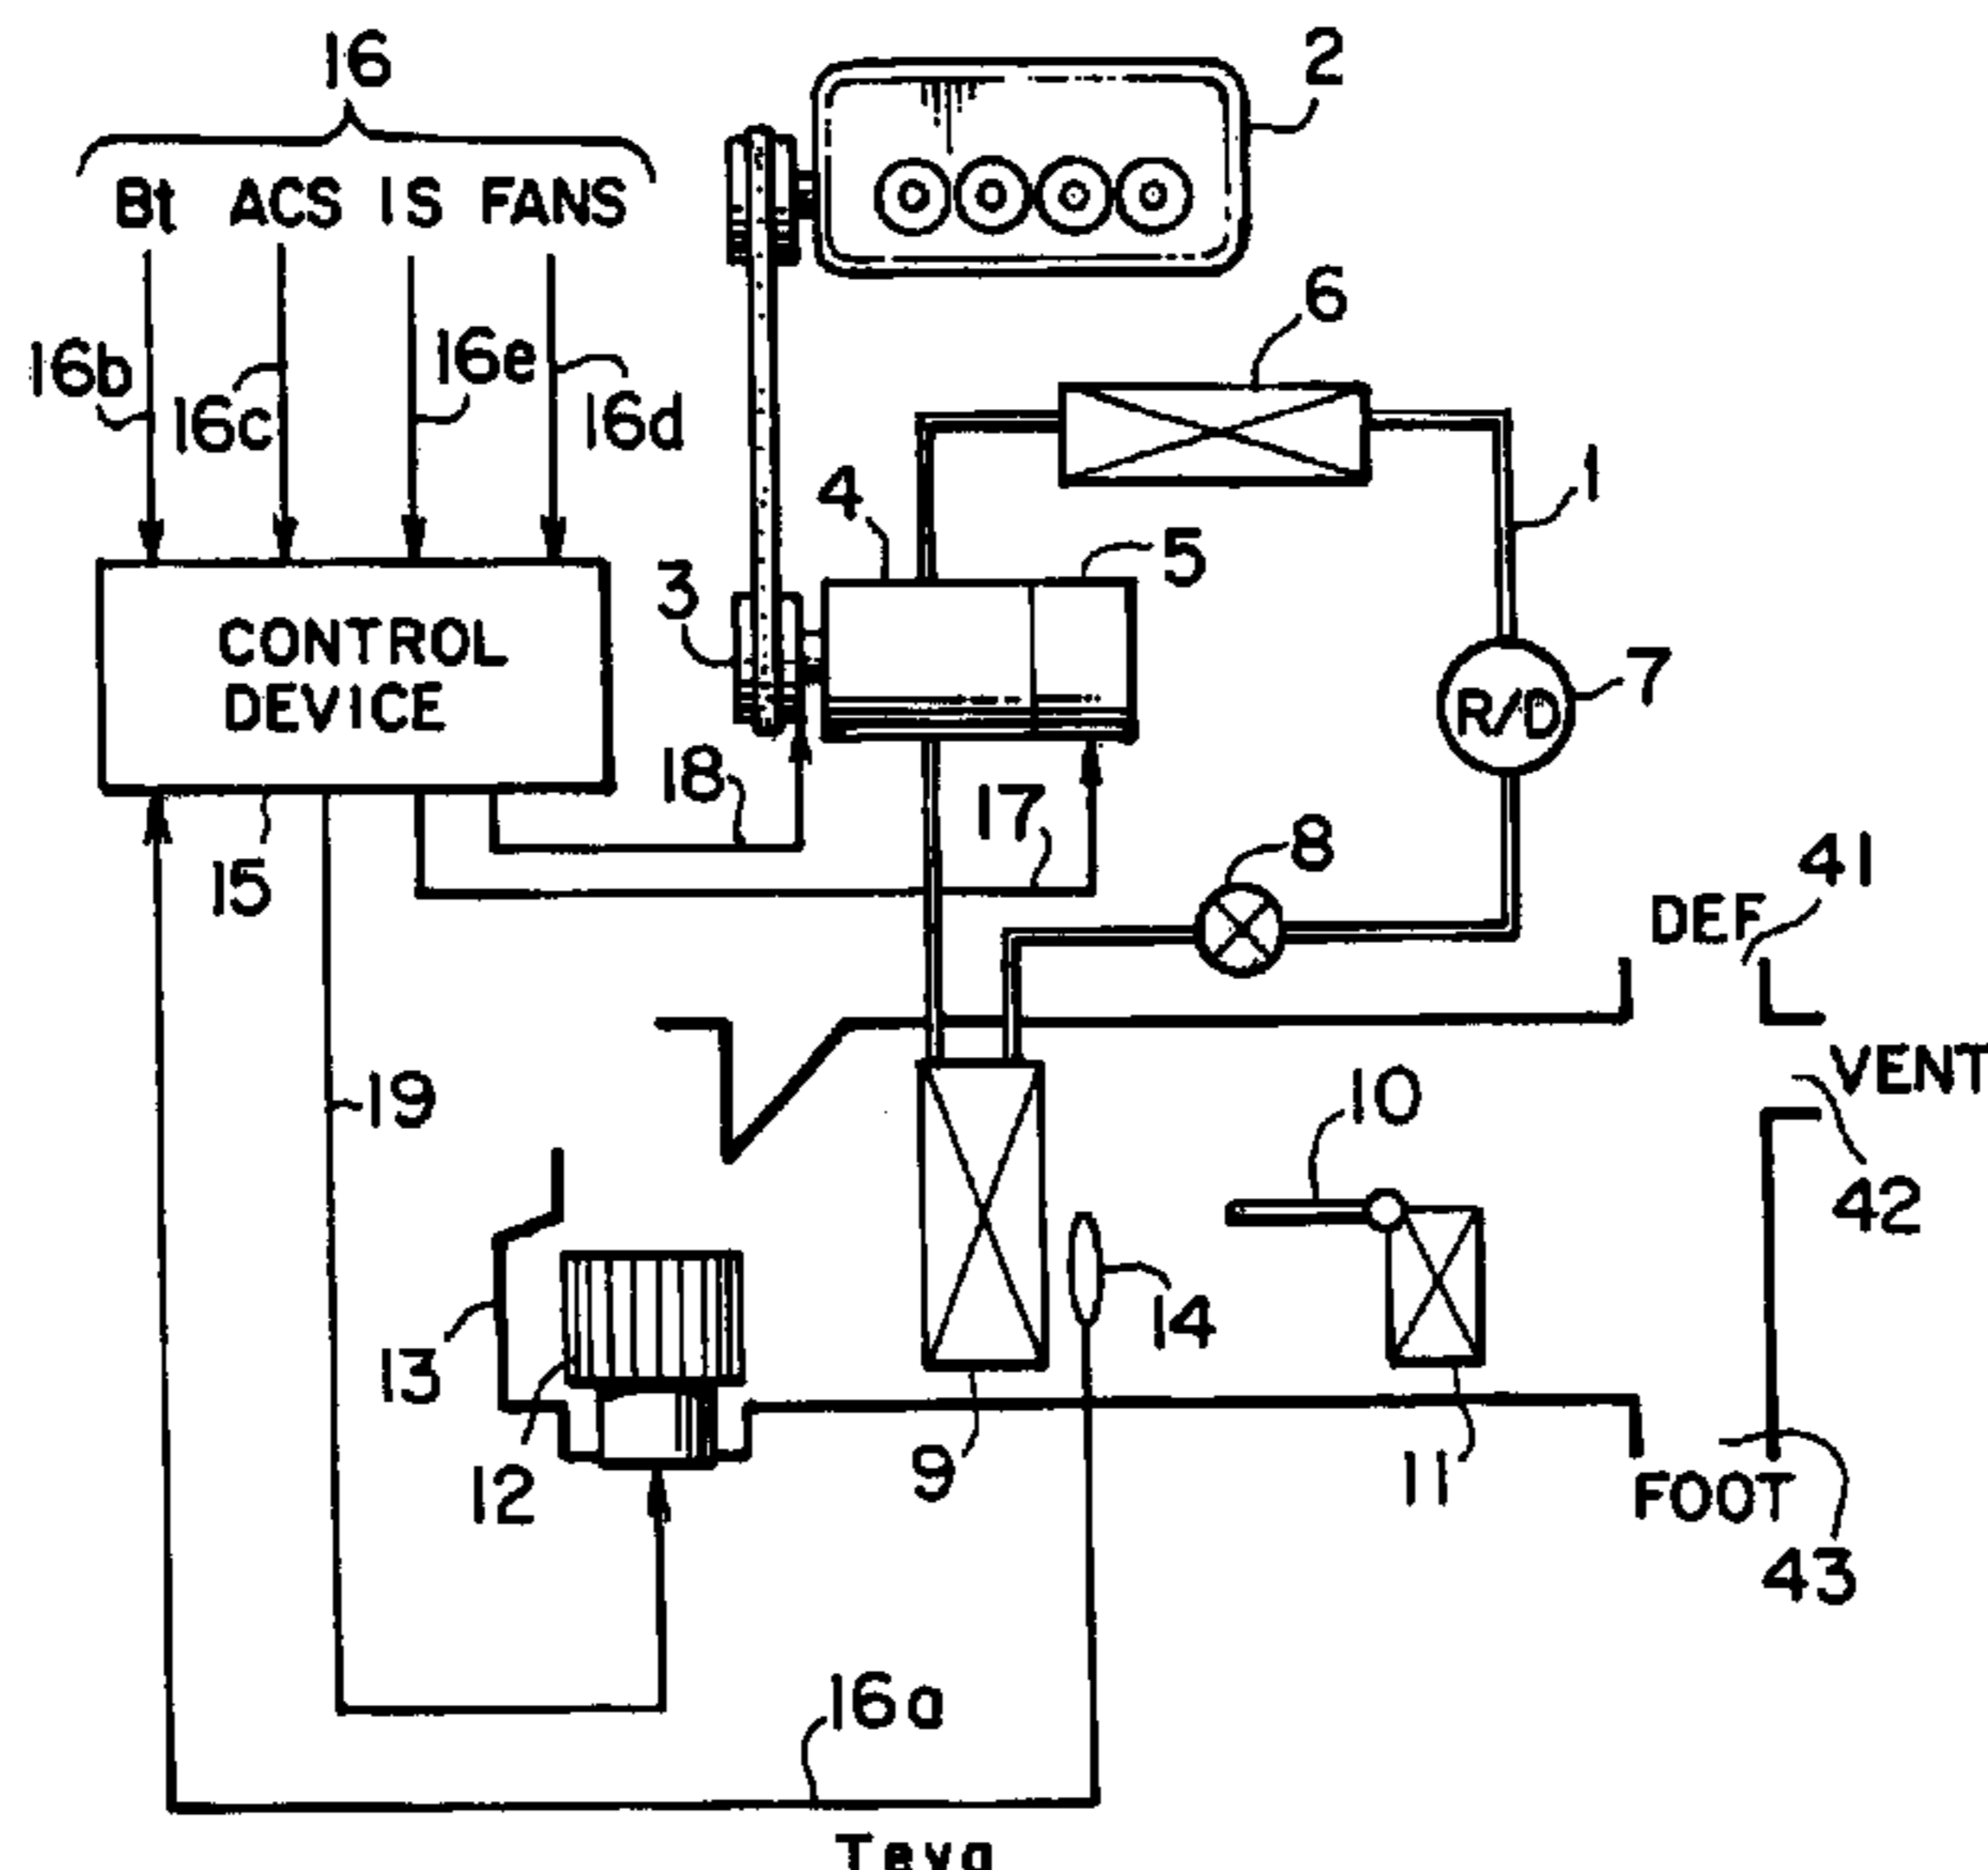 16
2
Bt ACS IS FANS
6
16b
16c
16e
16d
1
4
5
3
CONTROL
DEVICE
R/D
7
18
17
8
15
DEF
41
19
VENT
10
42
13
14
12
9
11
FOOT
43
16a
Teva